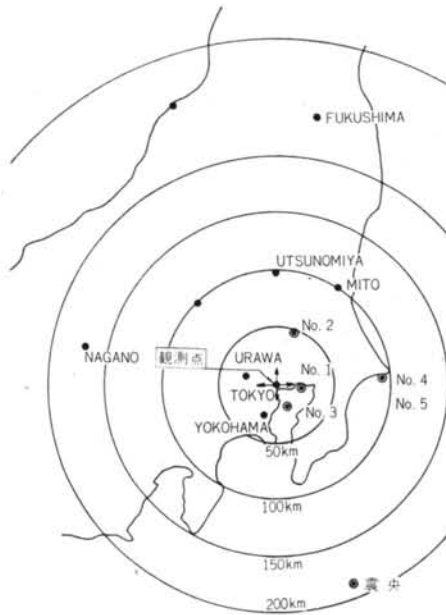 FUKUSHIMA
UTSUNOMIYA
MITO
No. 2
NAGANO
観測点
URAWA
No. 1
TOKYO
No. 4
No. 3
No. 5
YOKOHAMA
50km
100km
150km
震央
200km